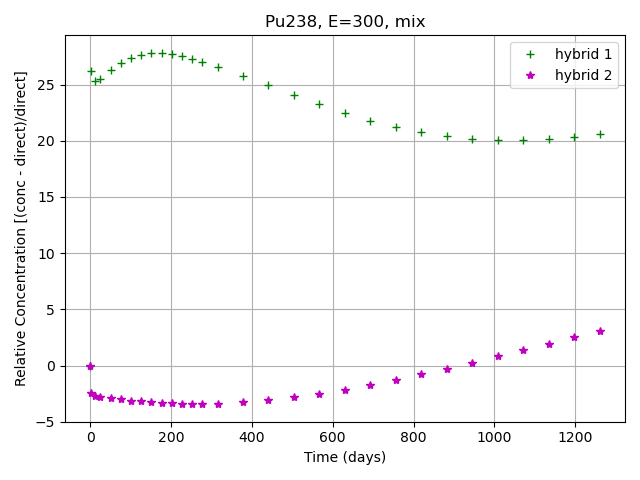 Pu238, E=300, mix
hybrid 1
hybrid 2
Relative Concentration [(conc - direct)/direct]
25
20
15
10
5
0
−5
0
200
400
600
800
1000
1200
Time (days)